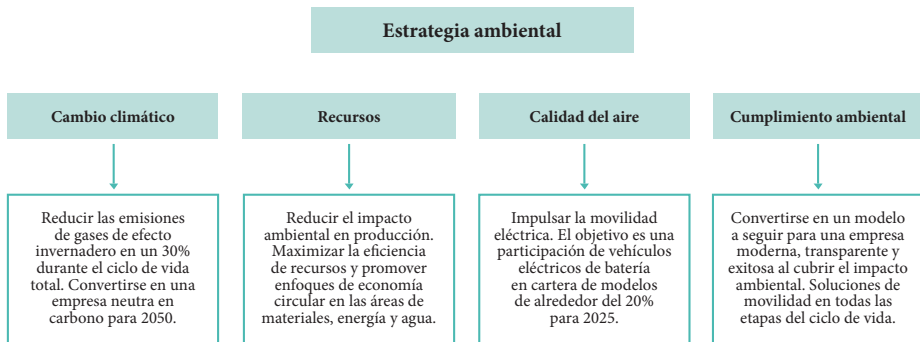 Estrategia ambiental
Cambio climático
Reducir las emisiones
de gases de efecto
invernadero en un 30%
durante el ciclo de vida
total. Convertirse en una
empresa neutra en
carbono para 2050.
Recursos
Reducir el impacto
ambiental en producción.
Maximizar la eficiencia
de recursos y promover
enfoques de economía
circular en las áreas de
materiales, energía y agua.
Calidad del aire
Impulsar la movilidad
eléctrica. El objetivo es una
participación de vehículos
eléctricos de batería
en cartera de modelos
de alrededor del 20%
para 2025.
Cumplimiento ambiental
Convertirse en un modelo
a seguir para una empresa
moderna, transparente y
exitosa al cubrir el impacto
ambiental. Soluciones de
movilidad en todas las
etapas del ciclo de vida.